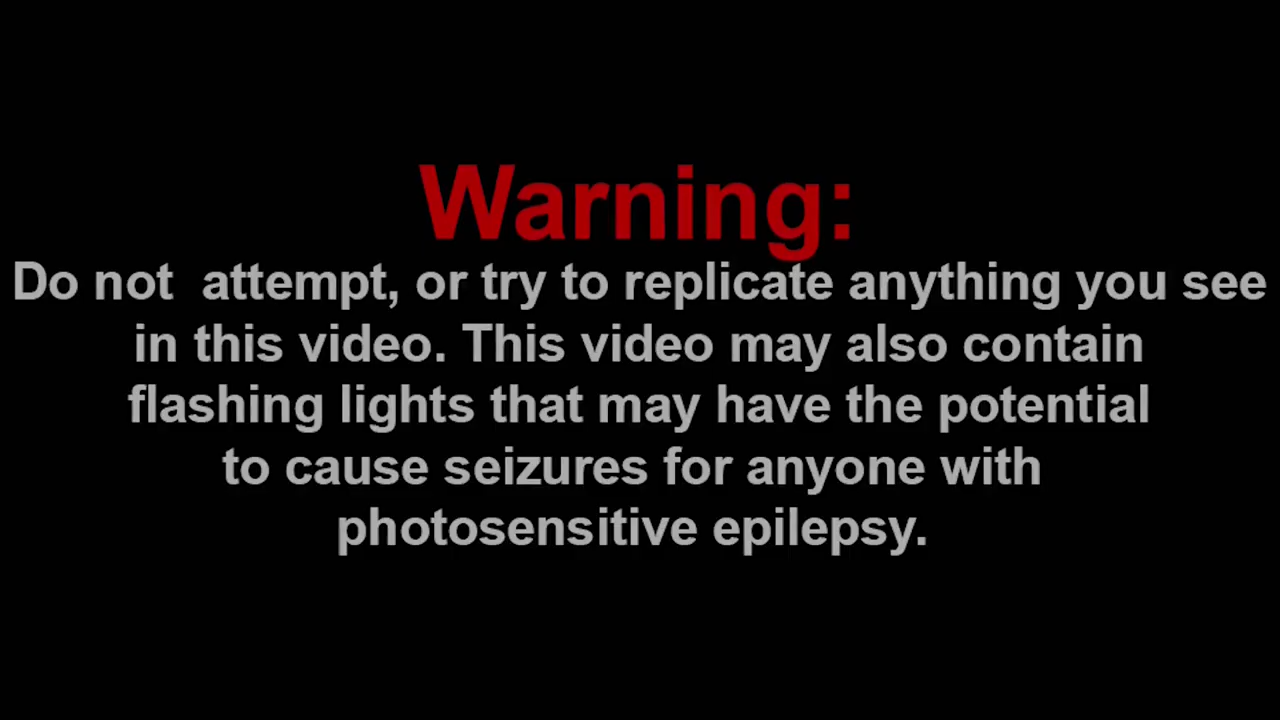 Warning:
Do not  attempt, or try to replicate anything you see
in this video. This video may also contain
flashing lights that may have the potential
to cause seizures for anyone with
photosensitive epilepsy.